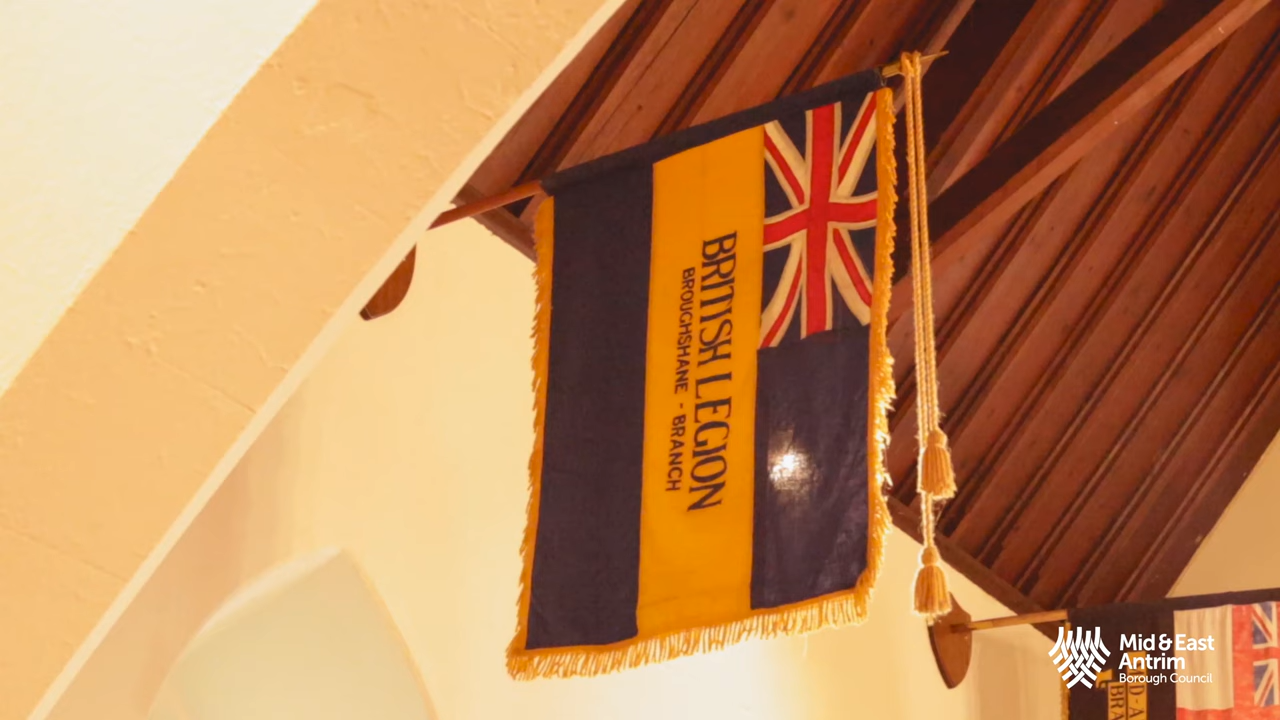 BRITISH LEGION
BROUGHSHANE - BRANCH
Mid & East
Antrim
Borough Council